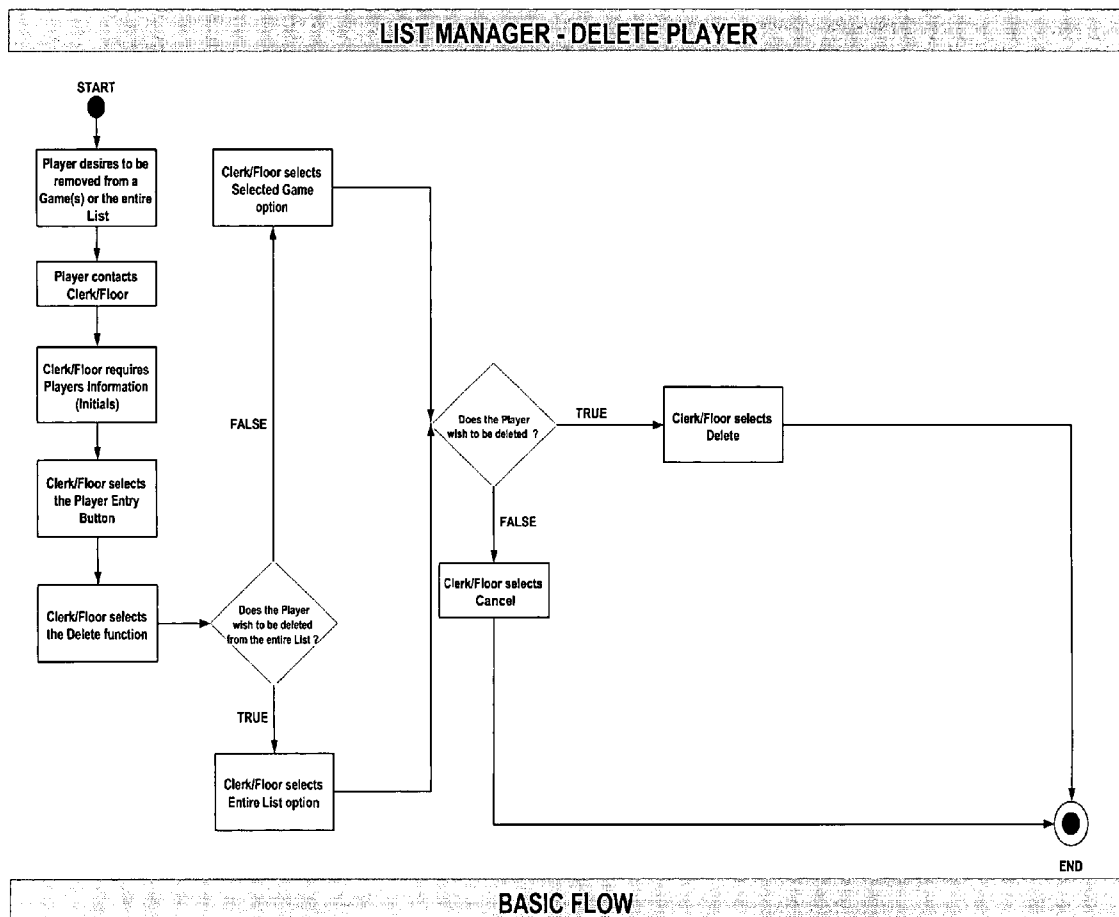 LIST MANAGER - DELETE PLAYER
START
Player desires to be
removed from a
Game(s) or the entire
List
Player contacts
Clerk/Floor
Clerk/Floor requires
Players Information
(Initials)
Clerk/Floor selects
the Player Entry
Button
Clerk/Floor selects
the Delete function
Clerk/Floor selects
Selected Game
option
FALSE
Does the Player
wish to be deleted
from the entire List ?
TRUE
Clerk/Floor selects
Entire List option
Does the Player
wish to be deleted ?
TRUE
Clerk/Floor selects
Delete
FALSE
Clerk/Floor selects
Cancel
END
BASIC FLOW